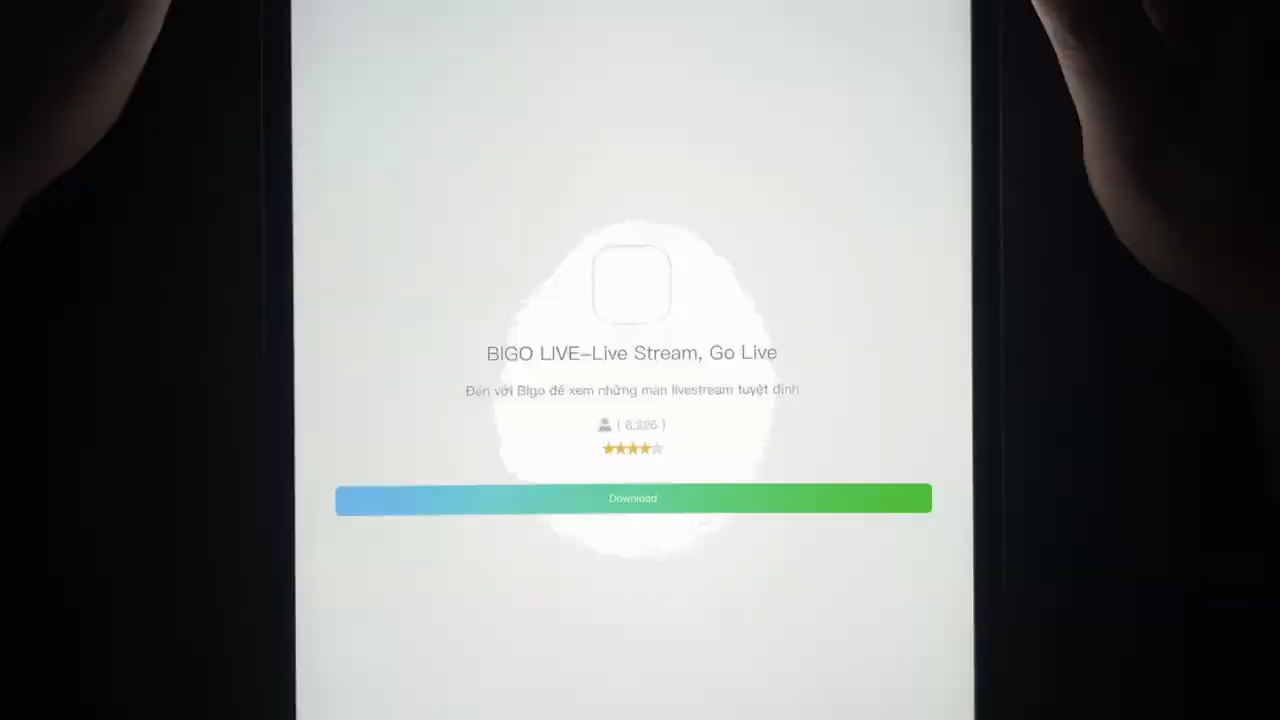 BIGO LIVE-Live Stream, Go Live
Đến với Bigo để xem những màn livestream tuyệt đỉnh
( 8,226 )
Download